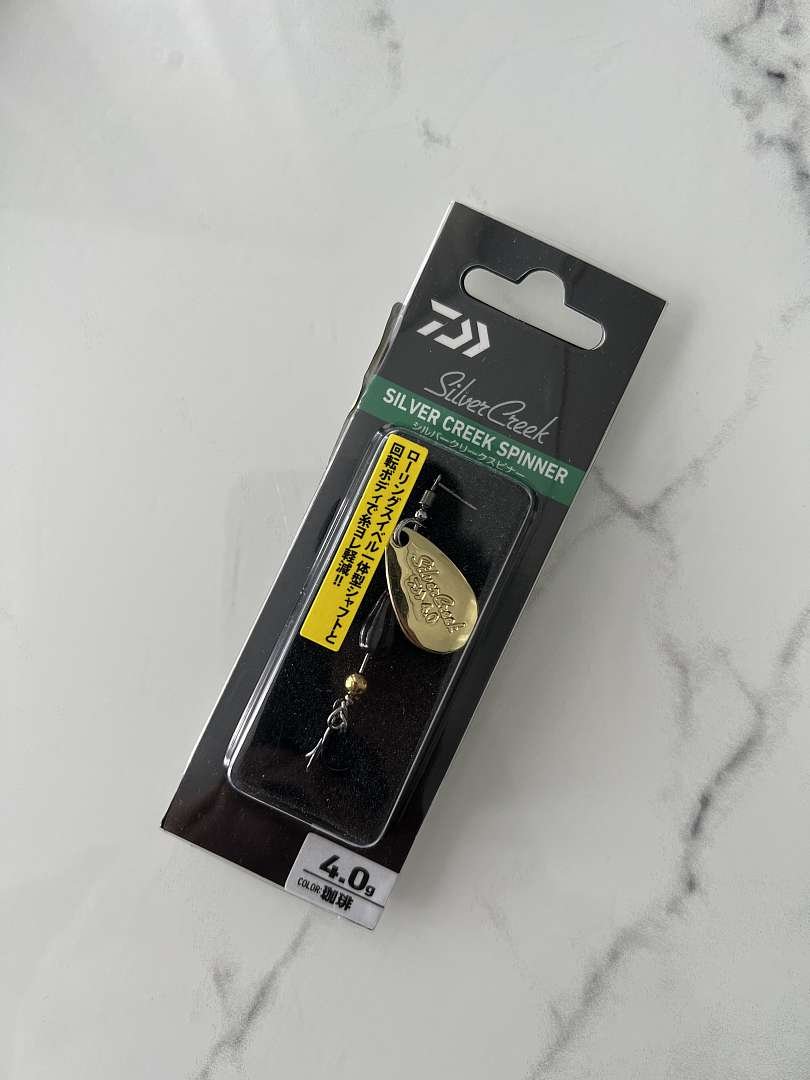 Silver Creek
SILVER CREEK SPINNER
シルバークリークスピナー
ローリングスイベル一体型シャフトと
回転ボディで糸ヨレ軽減!!
Silver Creek
4.0g
COLOR: